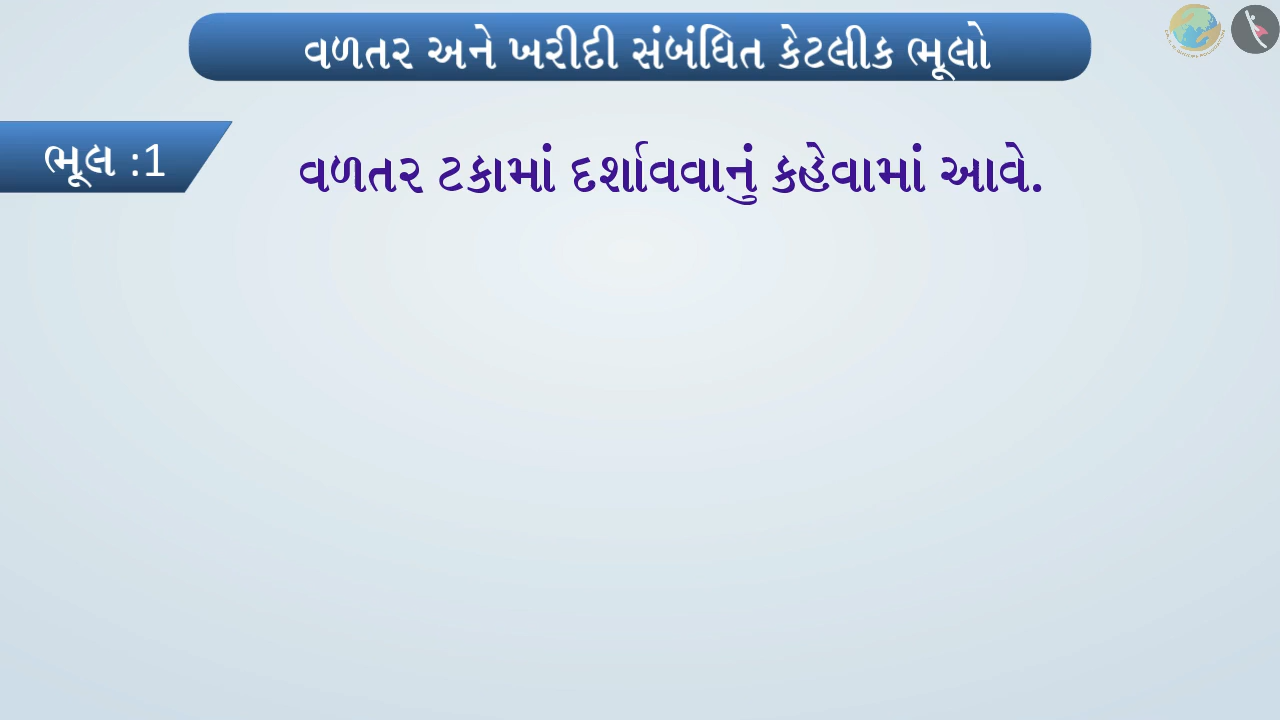 વળતર અને ખરીદી સંબંધિત કેટલીક ભૂલો
ભૂલ :1
વળતર ટકામાં દર્શાવવાનું કહેવામાં આવે.